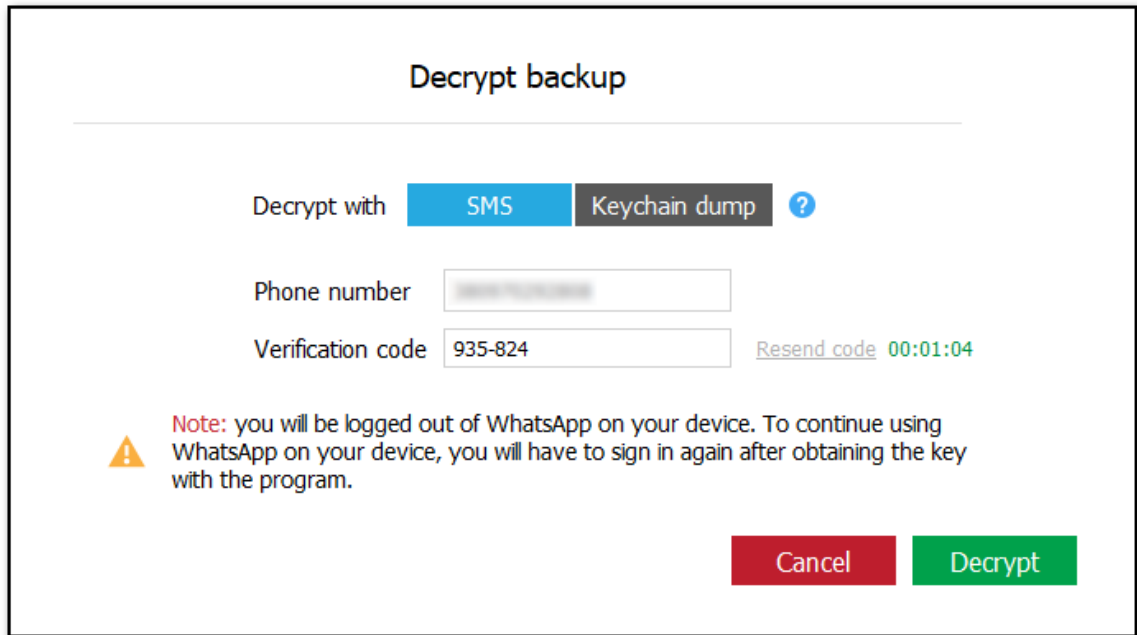 Decrypt backup
Decrypt with SMS Keychain dump ?
Phone number
Verification code 935-824 Resend code 00:01:04
Note: you will be logged out of WhatsApp on your device. To continue using
WhatsApp on your device, you will have to sign in again after obtaining the key
with the program.
Cancel Decrypt